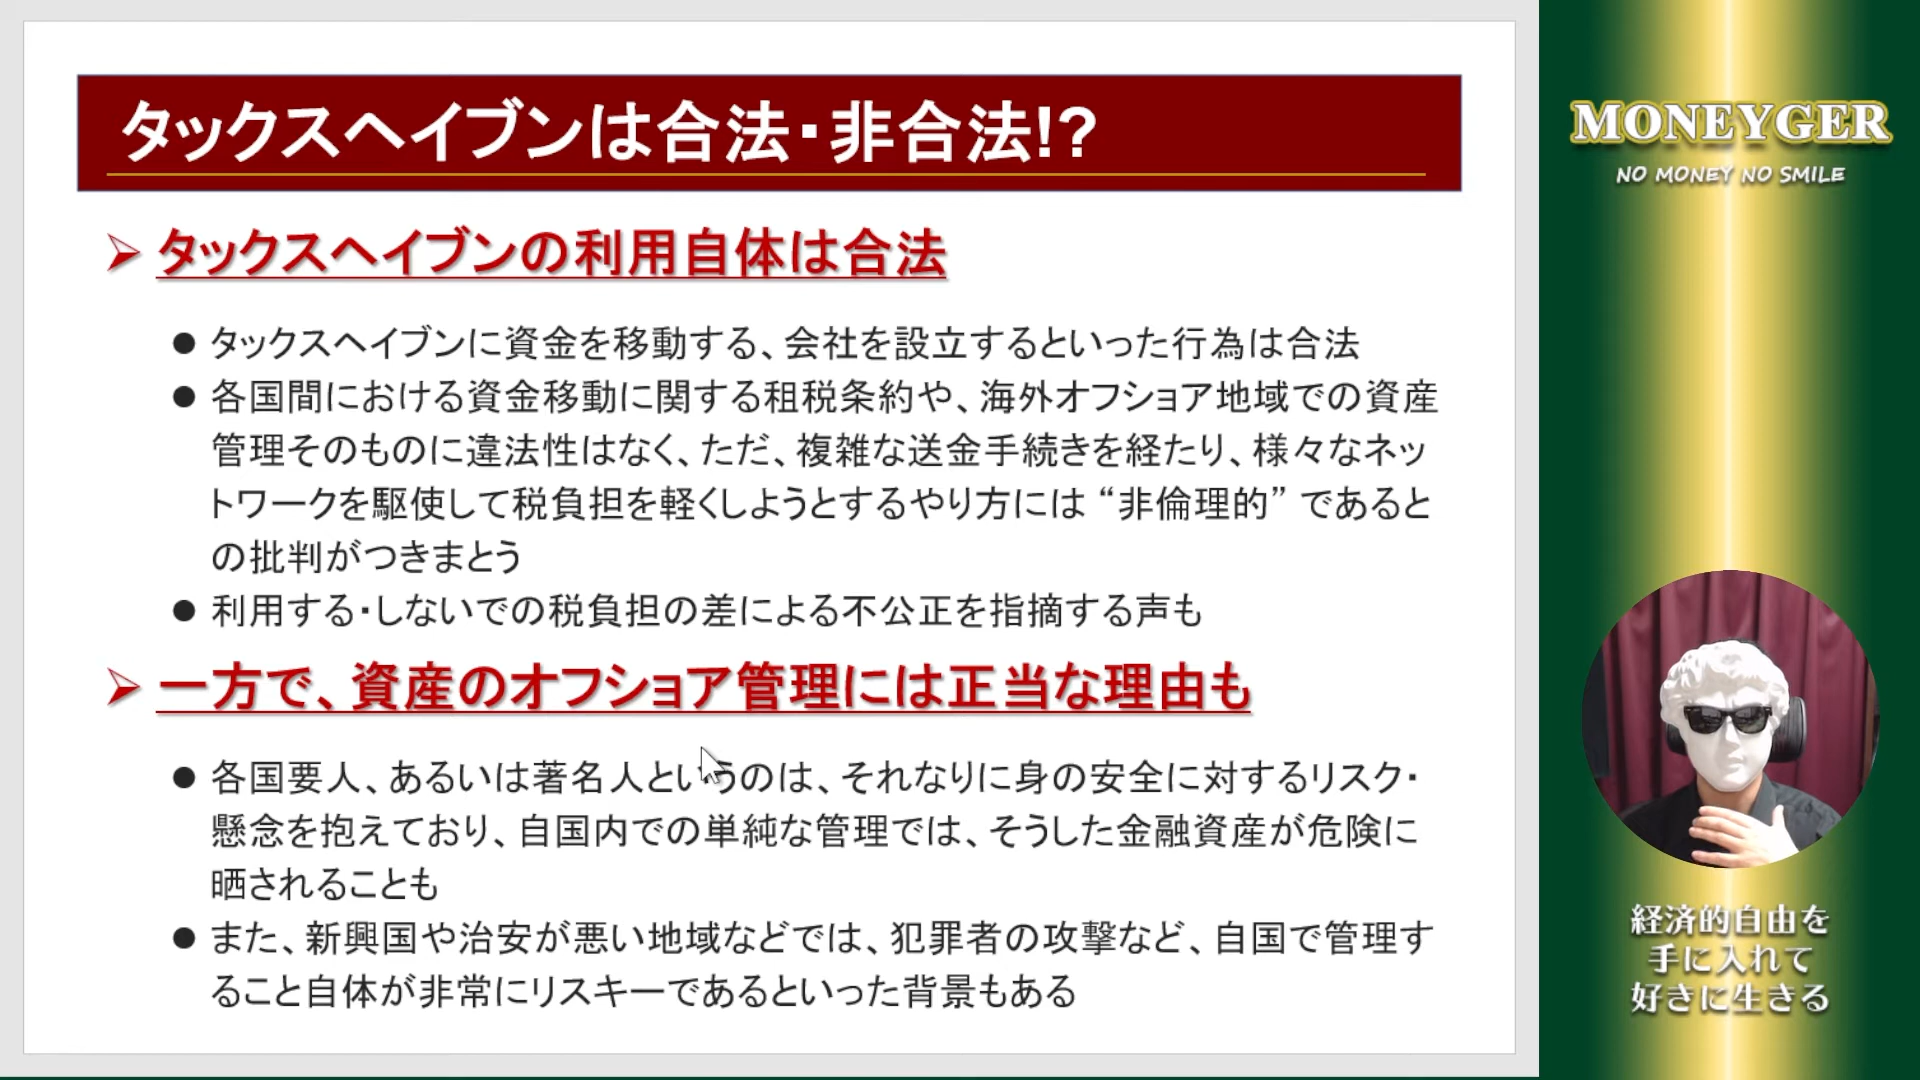 タックスヘイブンは合法・非合法!?
タックスヘイブンの利用自体は合法
タックスヘイブンに資金を移動する、会社を設立するといった行為は合法
各国間における資金移動に関する租税条約や、海外オフショア地域での資産
管理そのものに違法性はなく、ただ、複雑な送金手続きを経たり、様々なネッ
トワークを駆使して税負担を軽くしようとするやり方には “非倫理的” であると
の批判がつきまとう
利用する・しないでの税負担の差による不公正を指摘する声も
一方で、資産のオフショア管理には正当な理由も
各国要人、あるいは著名人というのは、それなりに身の安全に対するリスク・
懸念を抱えており、自国内での単純な管理では、そうした金融資産が危険に
晒されることも
また、新興国や治安が悪い地域などでは、犯罪者の攻撃など、自国で管理す
ること自体が非常にリスキーであるといった背景もある
MONEYGER
NO MONEY NO SMILE
経済的自由を
手に入れて
好きに生きる